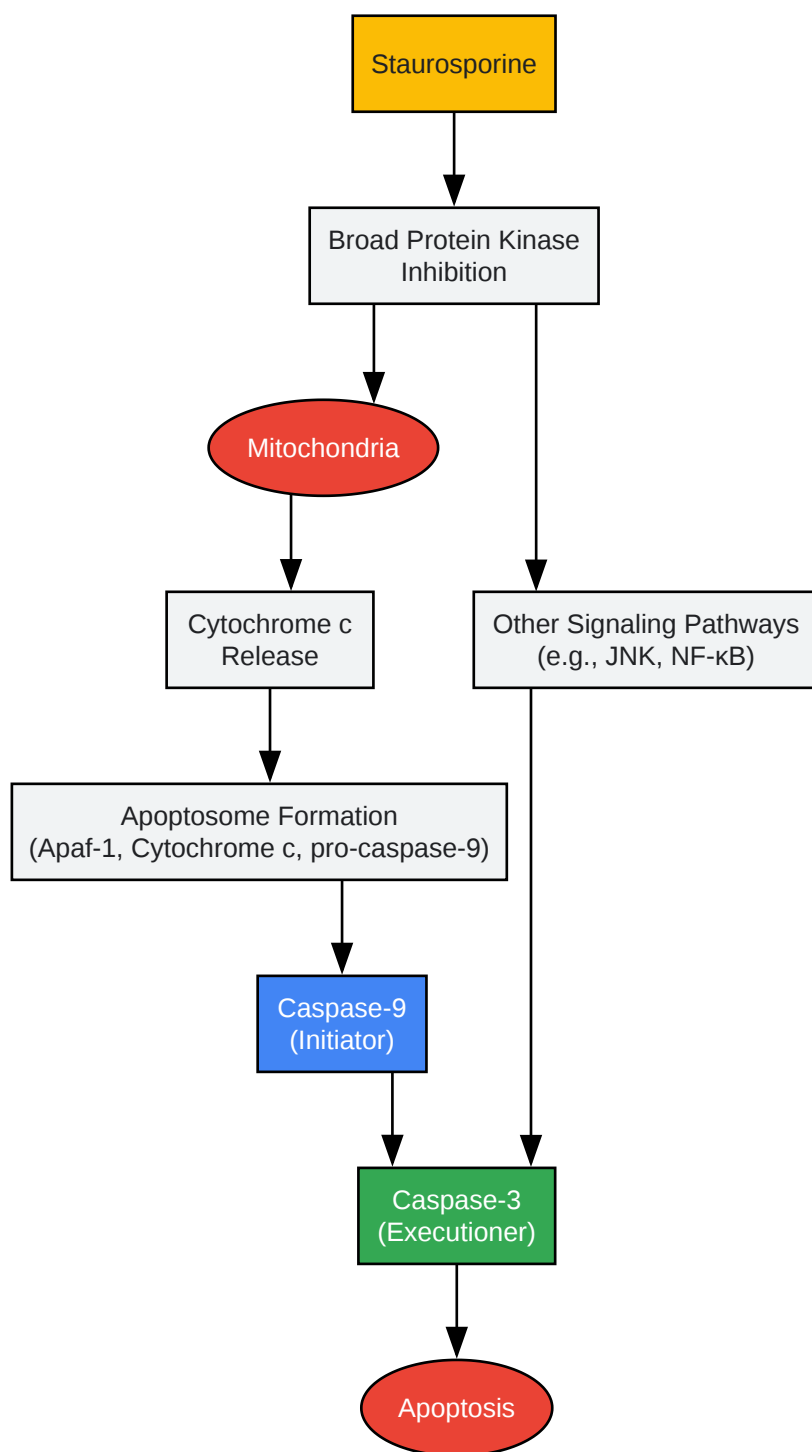 Staurosporine
Broad Protein Kinase
Inhibition
Mitochondria
Cytochrome c
Release
Other Signaling Pathways
(e.g., JNK, NF-κB)
Apoptosome Formation
(Apaf-1, Cytochrome c, pro-caspase-9)
Caspase-9
(Initiator)
Caspase-3
(Executioner)
Apoptosis